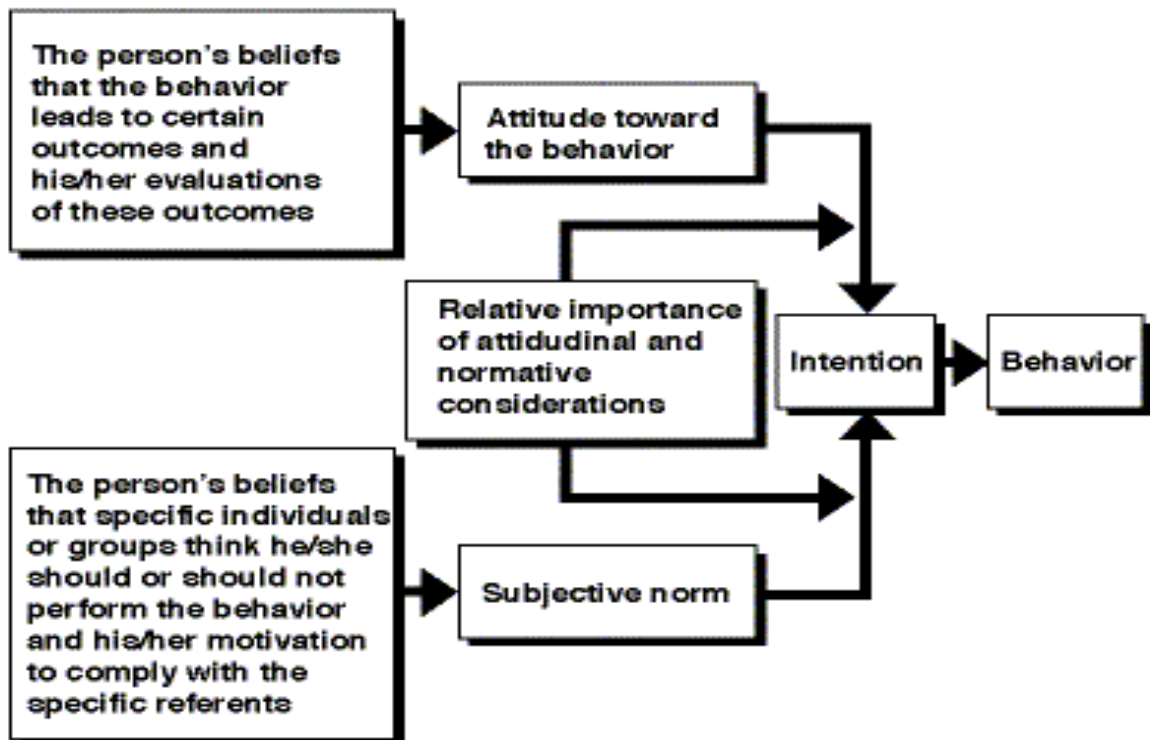 The person's beliefs
that the behavior
leads to certain
outcomes and
his/her evaluations
of these outcomes
Attitude toward
the behavior
Relative importance
of attidudinal and
normative
considerations
Intention
Behavior
The person's beliefs
that specific individuals
or groups think he/she
should or should not
perform the behavior
and his/her motivation
to comply with the
specific referents
Subjective norm